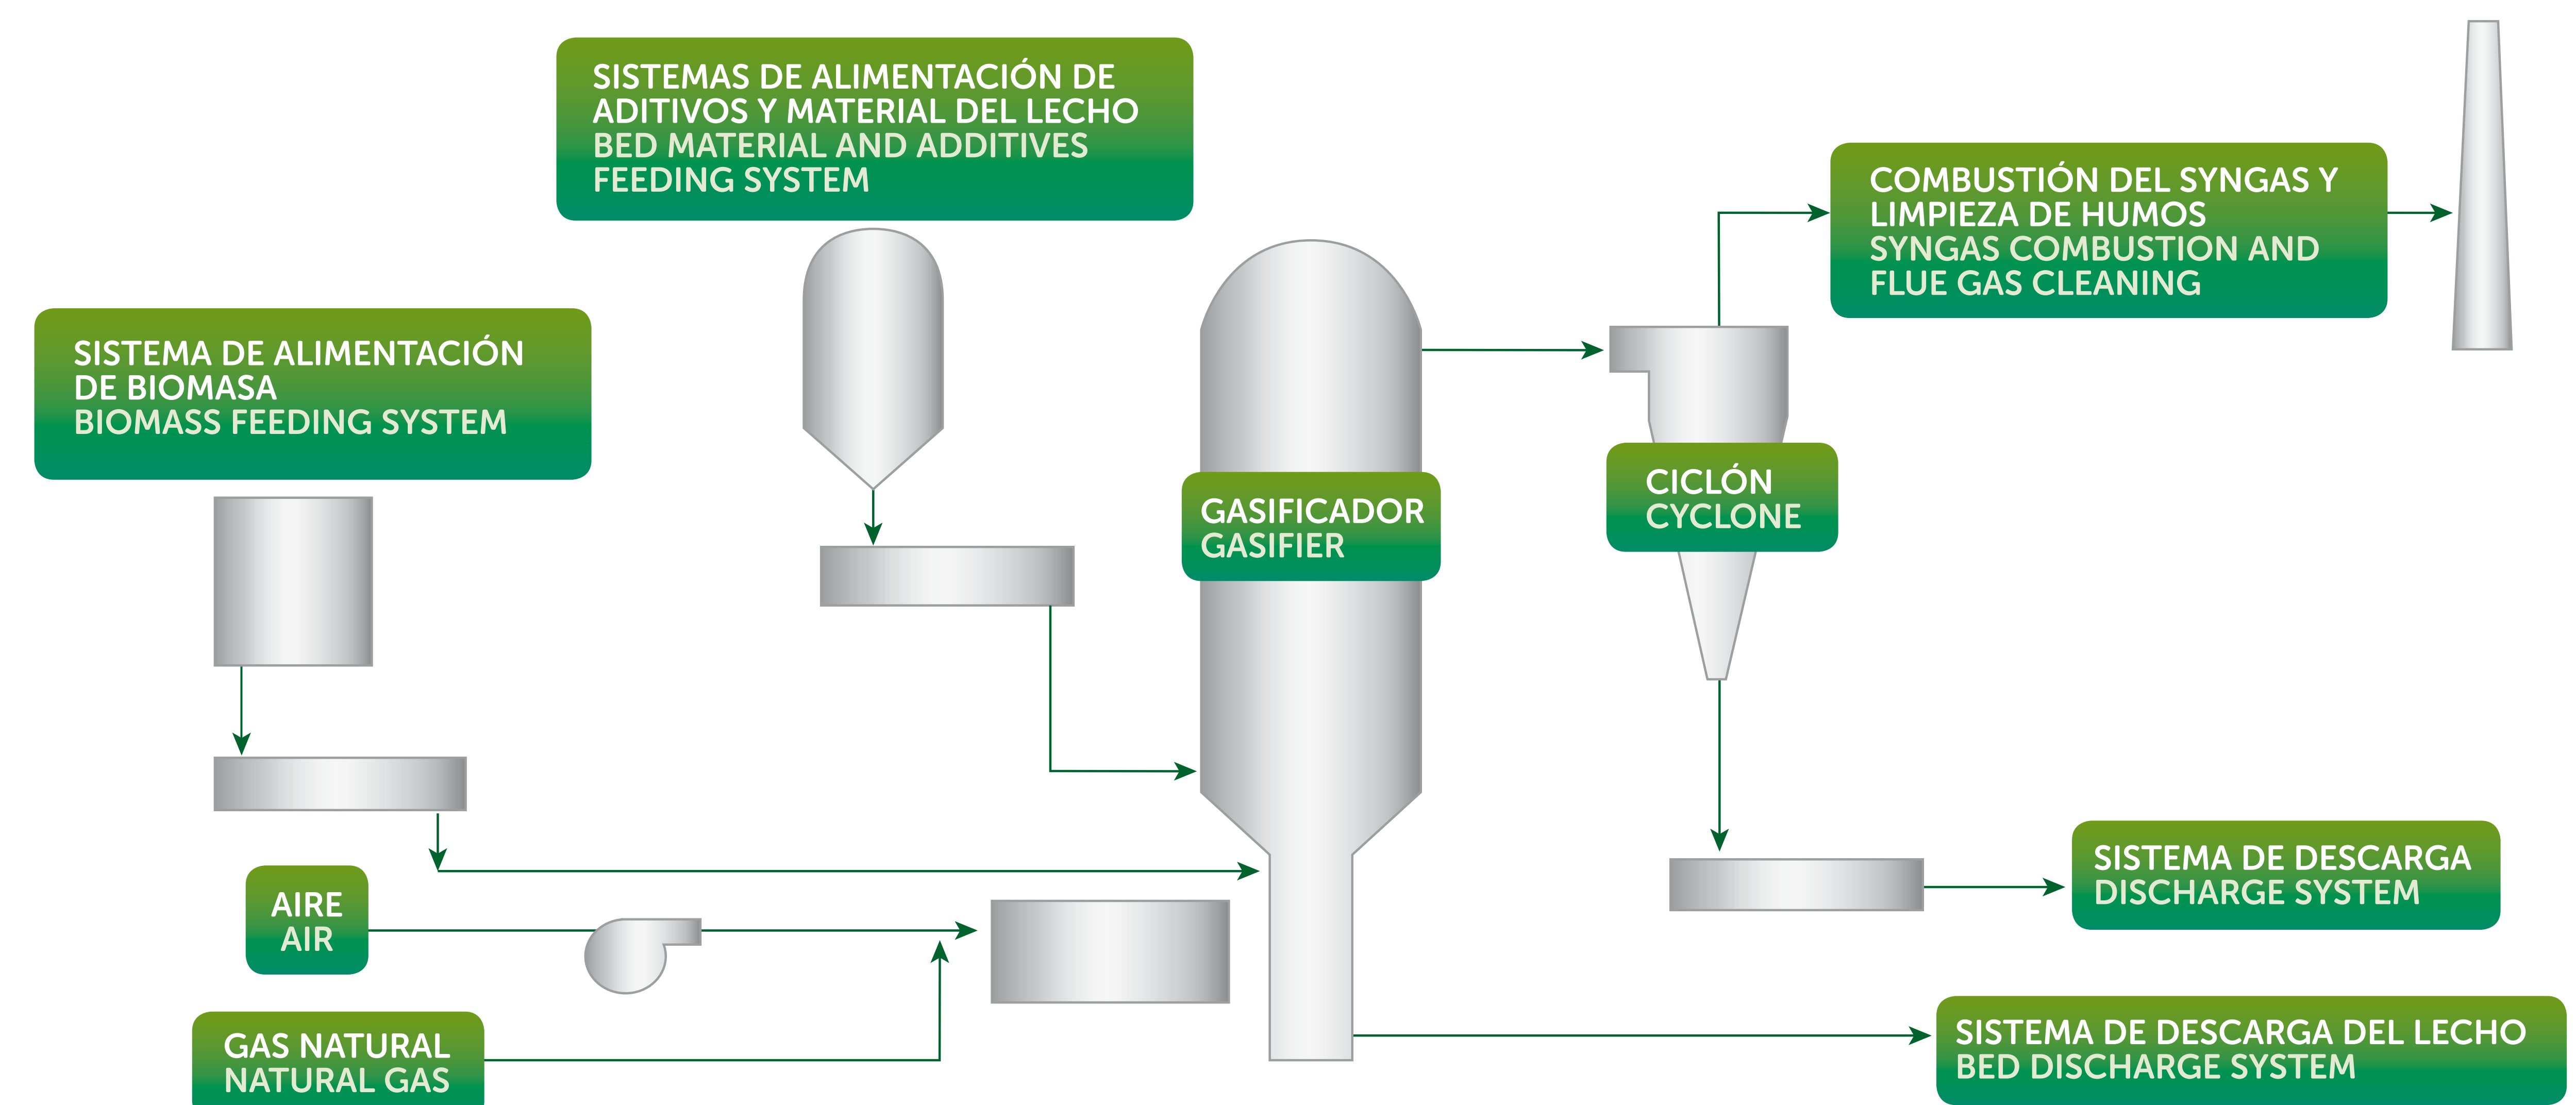 SISTEMAS DE ALIMENTACIÓN DE
ADITIVOS Y MATERIAL DEL LECHO
BED MATERIAL AND ADDITIVES
FEEDING SYSTEM
COMBUSTIÓN DEL SYNGAS Y
LIMPIEZA DE HUMOS
SYNGAS COMBUSTION AND
FLUE GAS CLEANING
SISTEMA DE ALIMENTACIÓN
DE BIOMASA
BIOMASS FEEDING SYSTEM
GASIFICADOR
GASIFIER
CICLÓN
CYCLONE
AIRE
AIR
SISTEMA DE DESCARGA
DISCHARGE SYSTEM
GAS NATURAL
NATURAL GAS
SISTEMA DE DESCARGA DEL LECHO
BED DISCHARGE SYSTEM